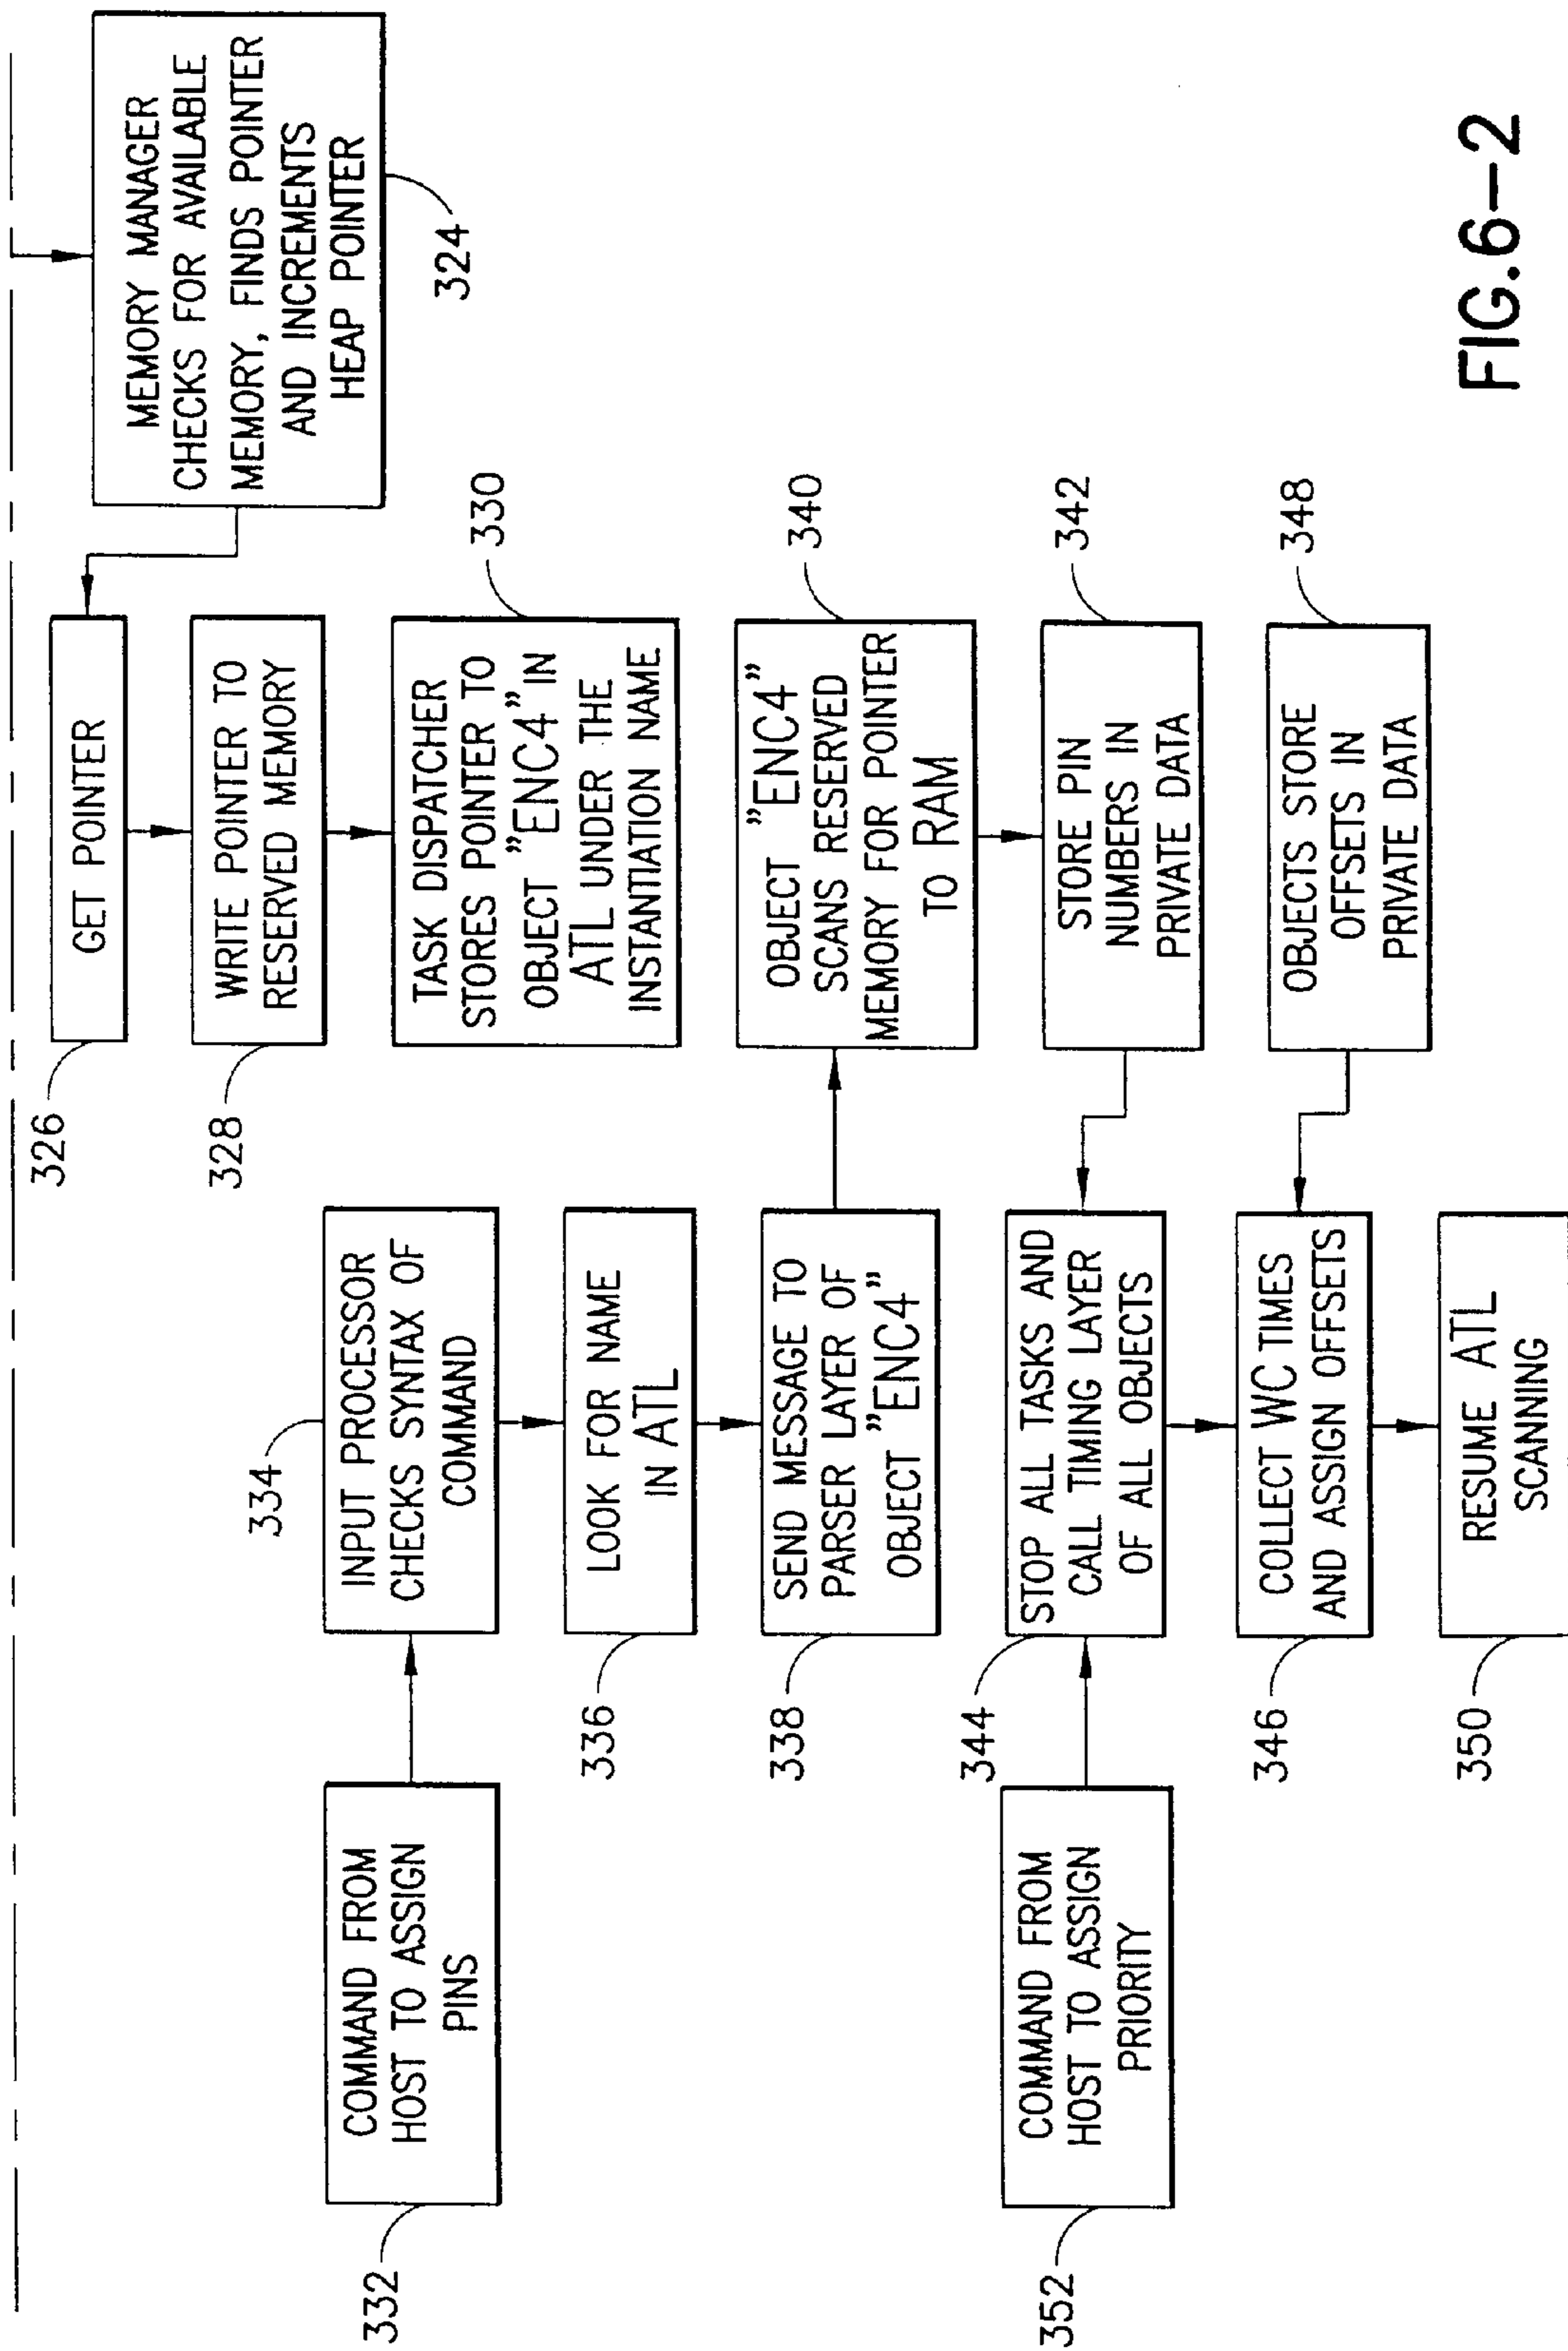 MEMORY MANAGER
CHECKS FOR AVAILABLE
MEMORY, FINDS POINTER
AND INCREMENTS
HEAP POINTER
324
GET POINTER
326
WRITE POINTER TO
RESERVED MEMORY
328
TASK DISPATCHER
STORES POINTER TO
OBJECT "ENC4" IN
ATL UNDER THE
INSTANTIATION NAME
330
COMMAND FROM
HOST TO ASSIGN
PINS
332
334
INPUT PROCESSOR
CHECKS SYNTAX OF
COMMAND
LOOK FOR NAME
IN ATL
336
SEND MESSAGE TO
PARSER LAYER OF
OBJECT "ENC4"
338
OBJECT "ENC4"
SCANS RESERVED
MEMORY FOR POINTER
TO RAM
340
STORE PIN
NUMBERS IN
PRIVATE DATA
342
COMMAND FROM
HOST TO ASSIGN
PRIORITY
352
344
STOP ALL TASKS AND
CALL TIMING LAYER
OF ALL OBJECTS
COLLECT WC TIMES
AND ASSIGN OFFSETS
346
OBJECTS STORE
OFFSETS IN
PRIVATE DATA
348
RESUME ATL
SCANNING
350
FIG.6-2